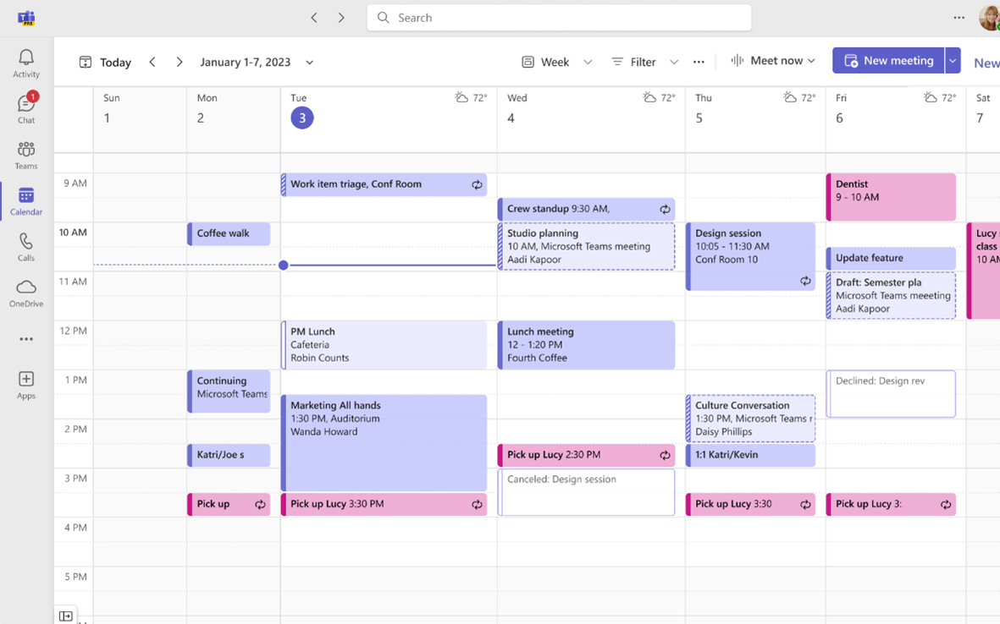 PRE
Search
Activity
1
Chat
Teams
Calendar
Calls
OneDrive
Apps
Today
January 1-7, 2023
Week
Filter
Meet now
New meeting
New
Sun
1
Mon
2
Tue
72°
3
Wed
72°
4
Thu
72°
5
Fri
72°
6
Sat
7
9 AM
10 AM
11 AM
12 PM
1 PM
2 PM
3 PM
4 PM
5 PM
Coffee walk
Continuing
Microsoft Teams
Katri/Joe s
Pick up
Work item triage, Conf Room
PM Lunch
Cafeteria
Robin Counts
Marketing All hands
1:30 PM, Auditorium
Wanda Howard
Pick up Lucy 3:30 PM
Crew standup 9:30 AM,
Studio planning
10 AM, Microsoft Teams meeting
Aadi Kapoor
Lunch meeting
12 - 1:20 PM
Fourth Coffee
Pick up Lucy 2:30 PM
Canceled: Design session
Design session
10:05 - 11:30 AM
Conf Room 10
Culture Conversation
1:30 PM, Microsoft Teams r
Daisy Phillips
1:1 Katri/Kevin
Pick up Lucy 3:30
Dentist
9 - 10 AM
Update feature
Draft: Semester pla
Microsoft Teams meeeting
Aadi Kapoor
Declined: Design rev
Pick up Lucy 3:
Lucy s
class
10 AM